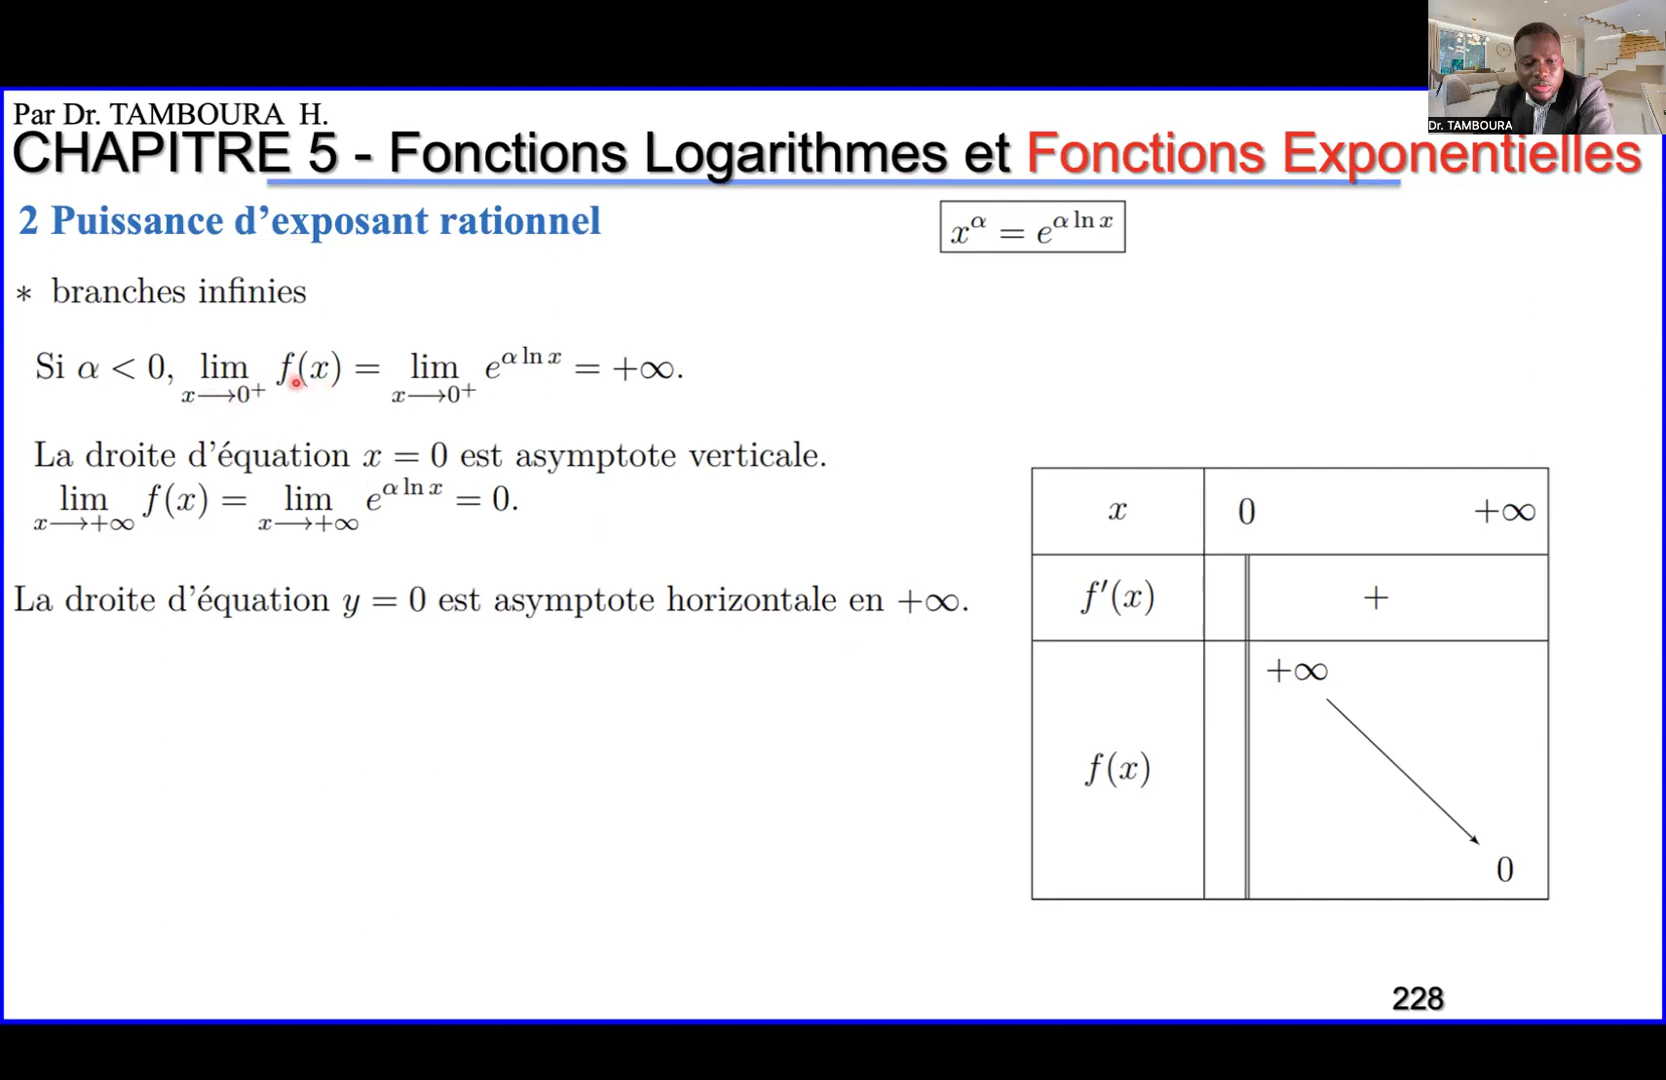 Dr. TAMBOURA
Par Dr. TAMBOURA H.
CHAPITRE 5 - Fonctions Logarithmes et Fonctions Exponentielles
2 Puissance d’exposant rationnel
x^α = e^{α ln x}
* branches infinies
Si α < 0, lim_{x⟶0⁺} f(x) = lim_{x⟶0⁺} e^{α ln x} = +∞.
La droite d’équation x = 0 est asymptote verticale.
lim_{x⟶+∞} f(x) = lim_{x⟶+∞} e^{α ln x} = 0.
La droite d’équation y = 0 est asymptote horizontale en +∞.
x 0 +∞
f′(x) +
+∞
f(x)
0
228